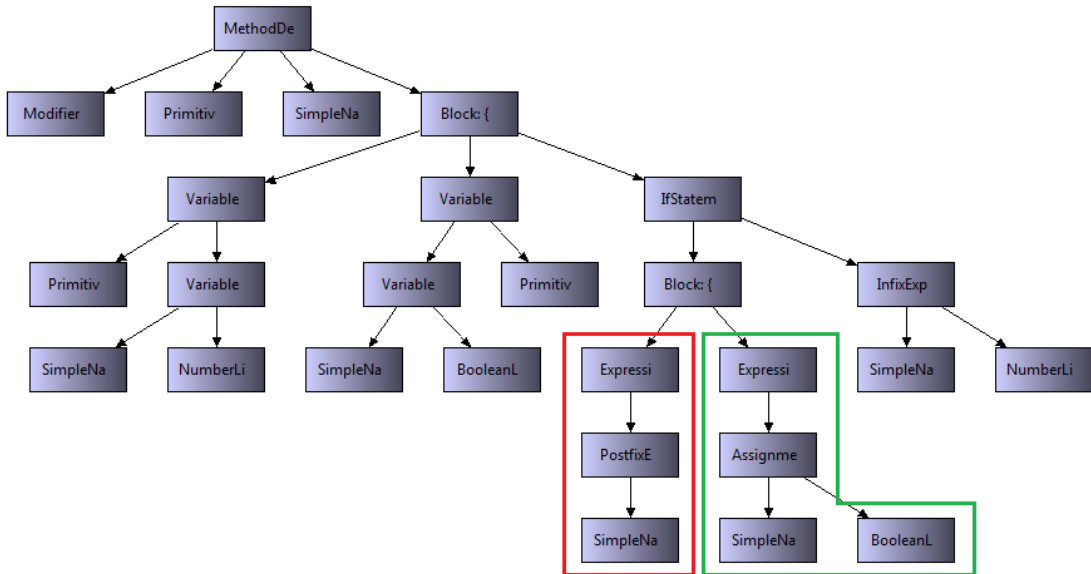 MethodDe
Modifier Primitiv SimpleNa Block: {
Variable Variable IfStatem
Primitiv Variable Variable Primitiv Block: { InfixExp
SimpleNa NumberLi SimpleNa BooleanL Expressi Expressi SimpleNa NumberLi
PostfixE Assignme
SimpleNa SimpleNa BooleanL